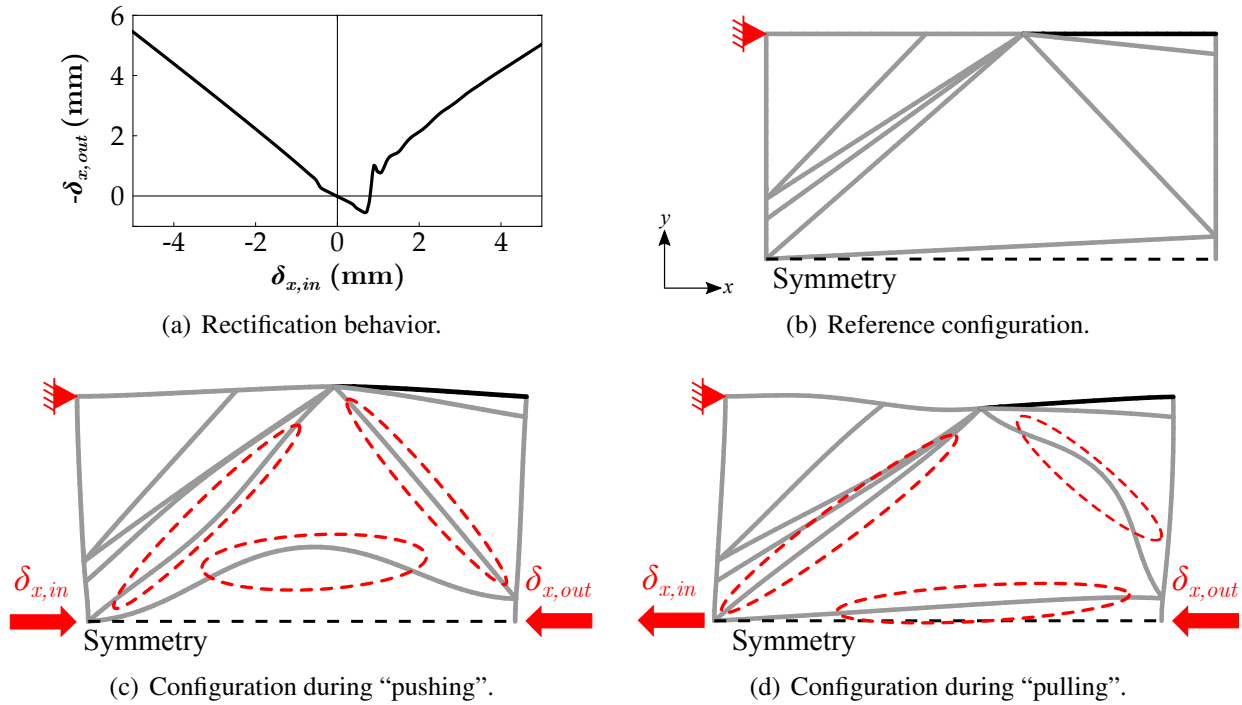 6
4
2
0
-δx,out (mm)
-4 -2 0 2 4
δx,in (mm)
(a) Rectification behavior.
y
x
Symmetry
(b) Reference configuration.
δx,in
δx,out
Symmetry
(c) Configuration during “pushing”.
δx,in
δx,out
Symmetry
(d) Configuration during “pulling”.